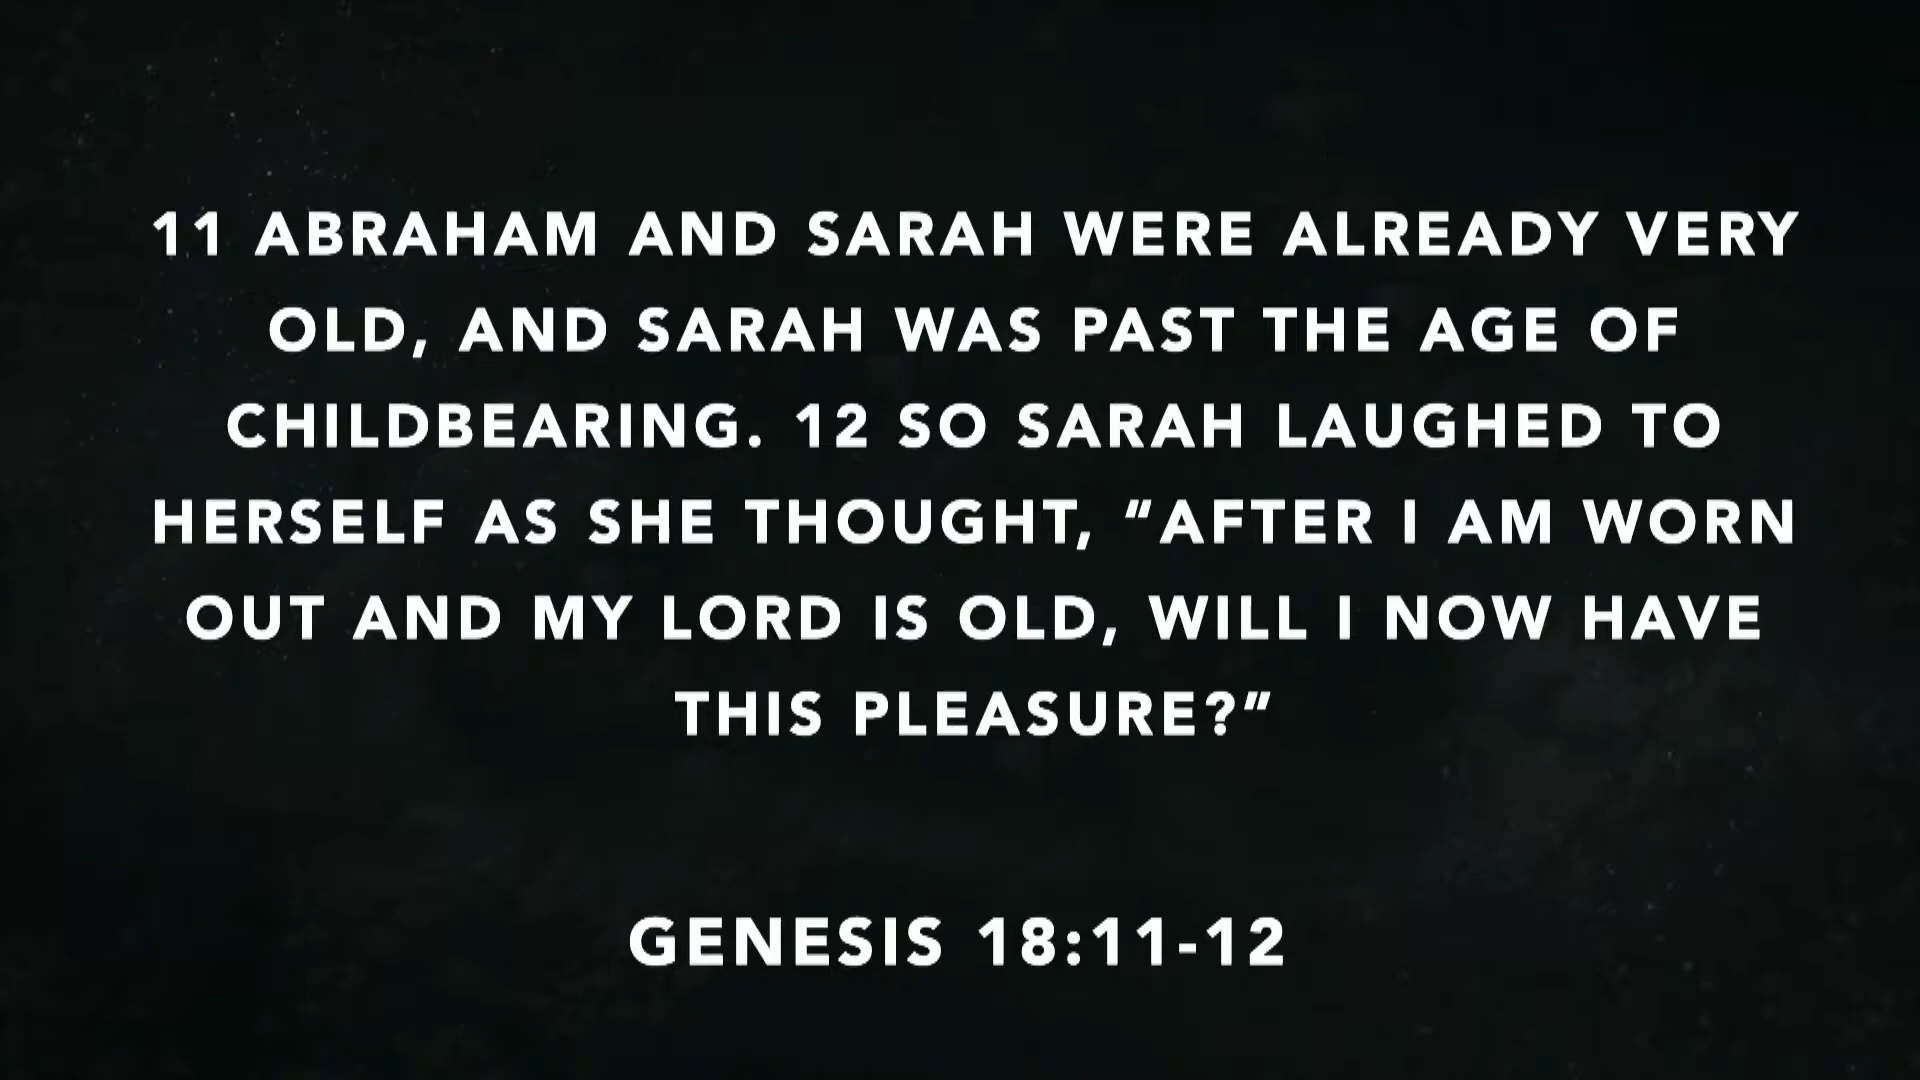 11 ABRAHAM AND SARAH WERE ALREADY VERY
OLD, AND SARAH WAS PAST THE AGE OF
CHILDBEARING. 12 SO SARAH LAUGHED TO
HERSELF AS SHE THOUGHT, “AFTER I AM WORN
OUT AND MY LORD IS OLD, WILL I NOW HAVE
THIS PLEASURE?”
GENESIS 18:11-12